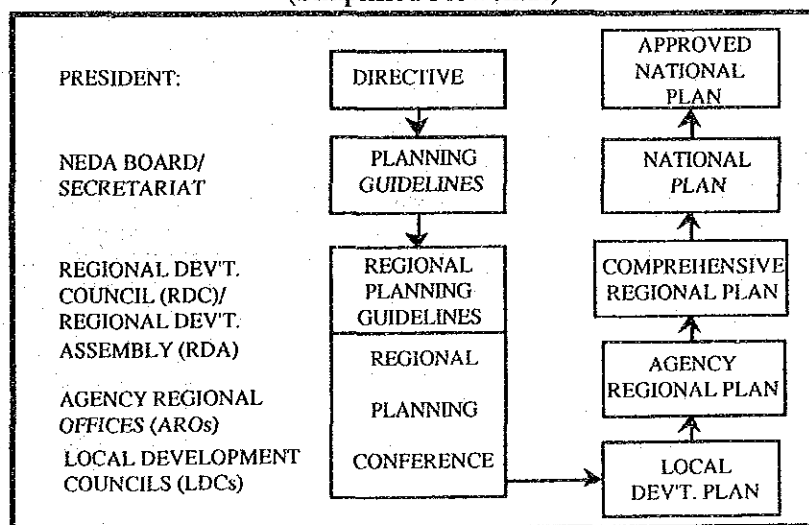 PRESIDENT:
DIRECTIVE
APPROVED
NATIONAL
PLAN
NEDA BOARD/
SECRETARIAT
PLANNING
GUIDELINES
NATIONAL
PLAN
REGIONAL DEV'T.
COUNCIL (RDC)/
REGIONAL DEV'T.
ASSEMBLY (RDA)
REGIONAL
PLANNING
GUIDELINES
COMPREHENSIVE
REGIONAL PLAN
AGENCY REGIONAL
OFFICES (AROs)
REGIONAL
PLANNING
CONFERENCE
AGENCY
REGIONAL PLAN
LOCAL DEVELOPMENT
COUNCILS (LDCs)
LOCAL
DEV'T. PLAN